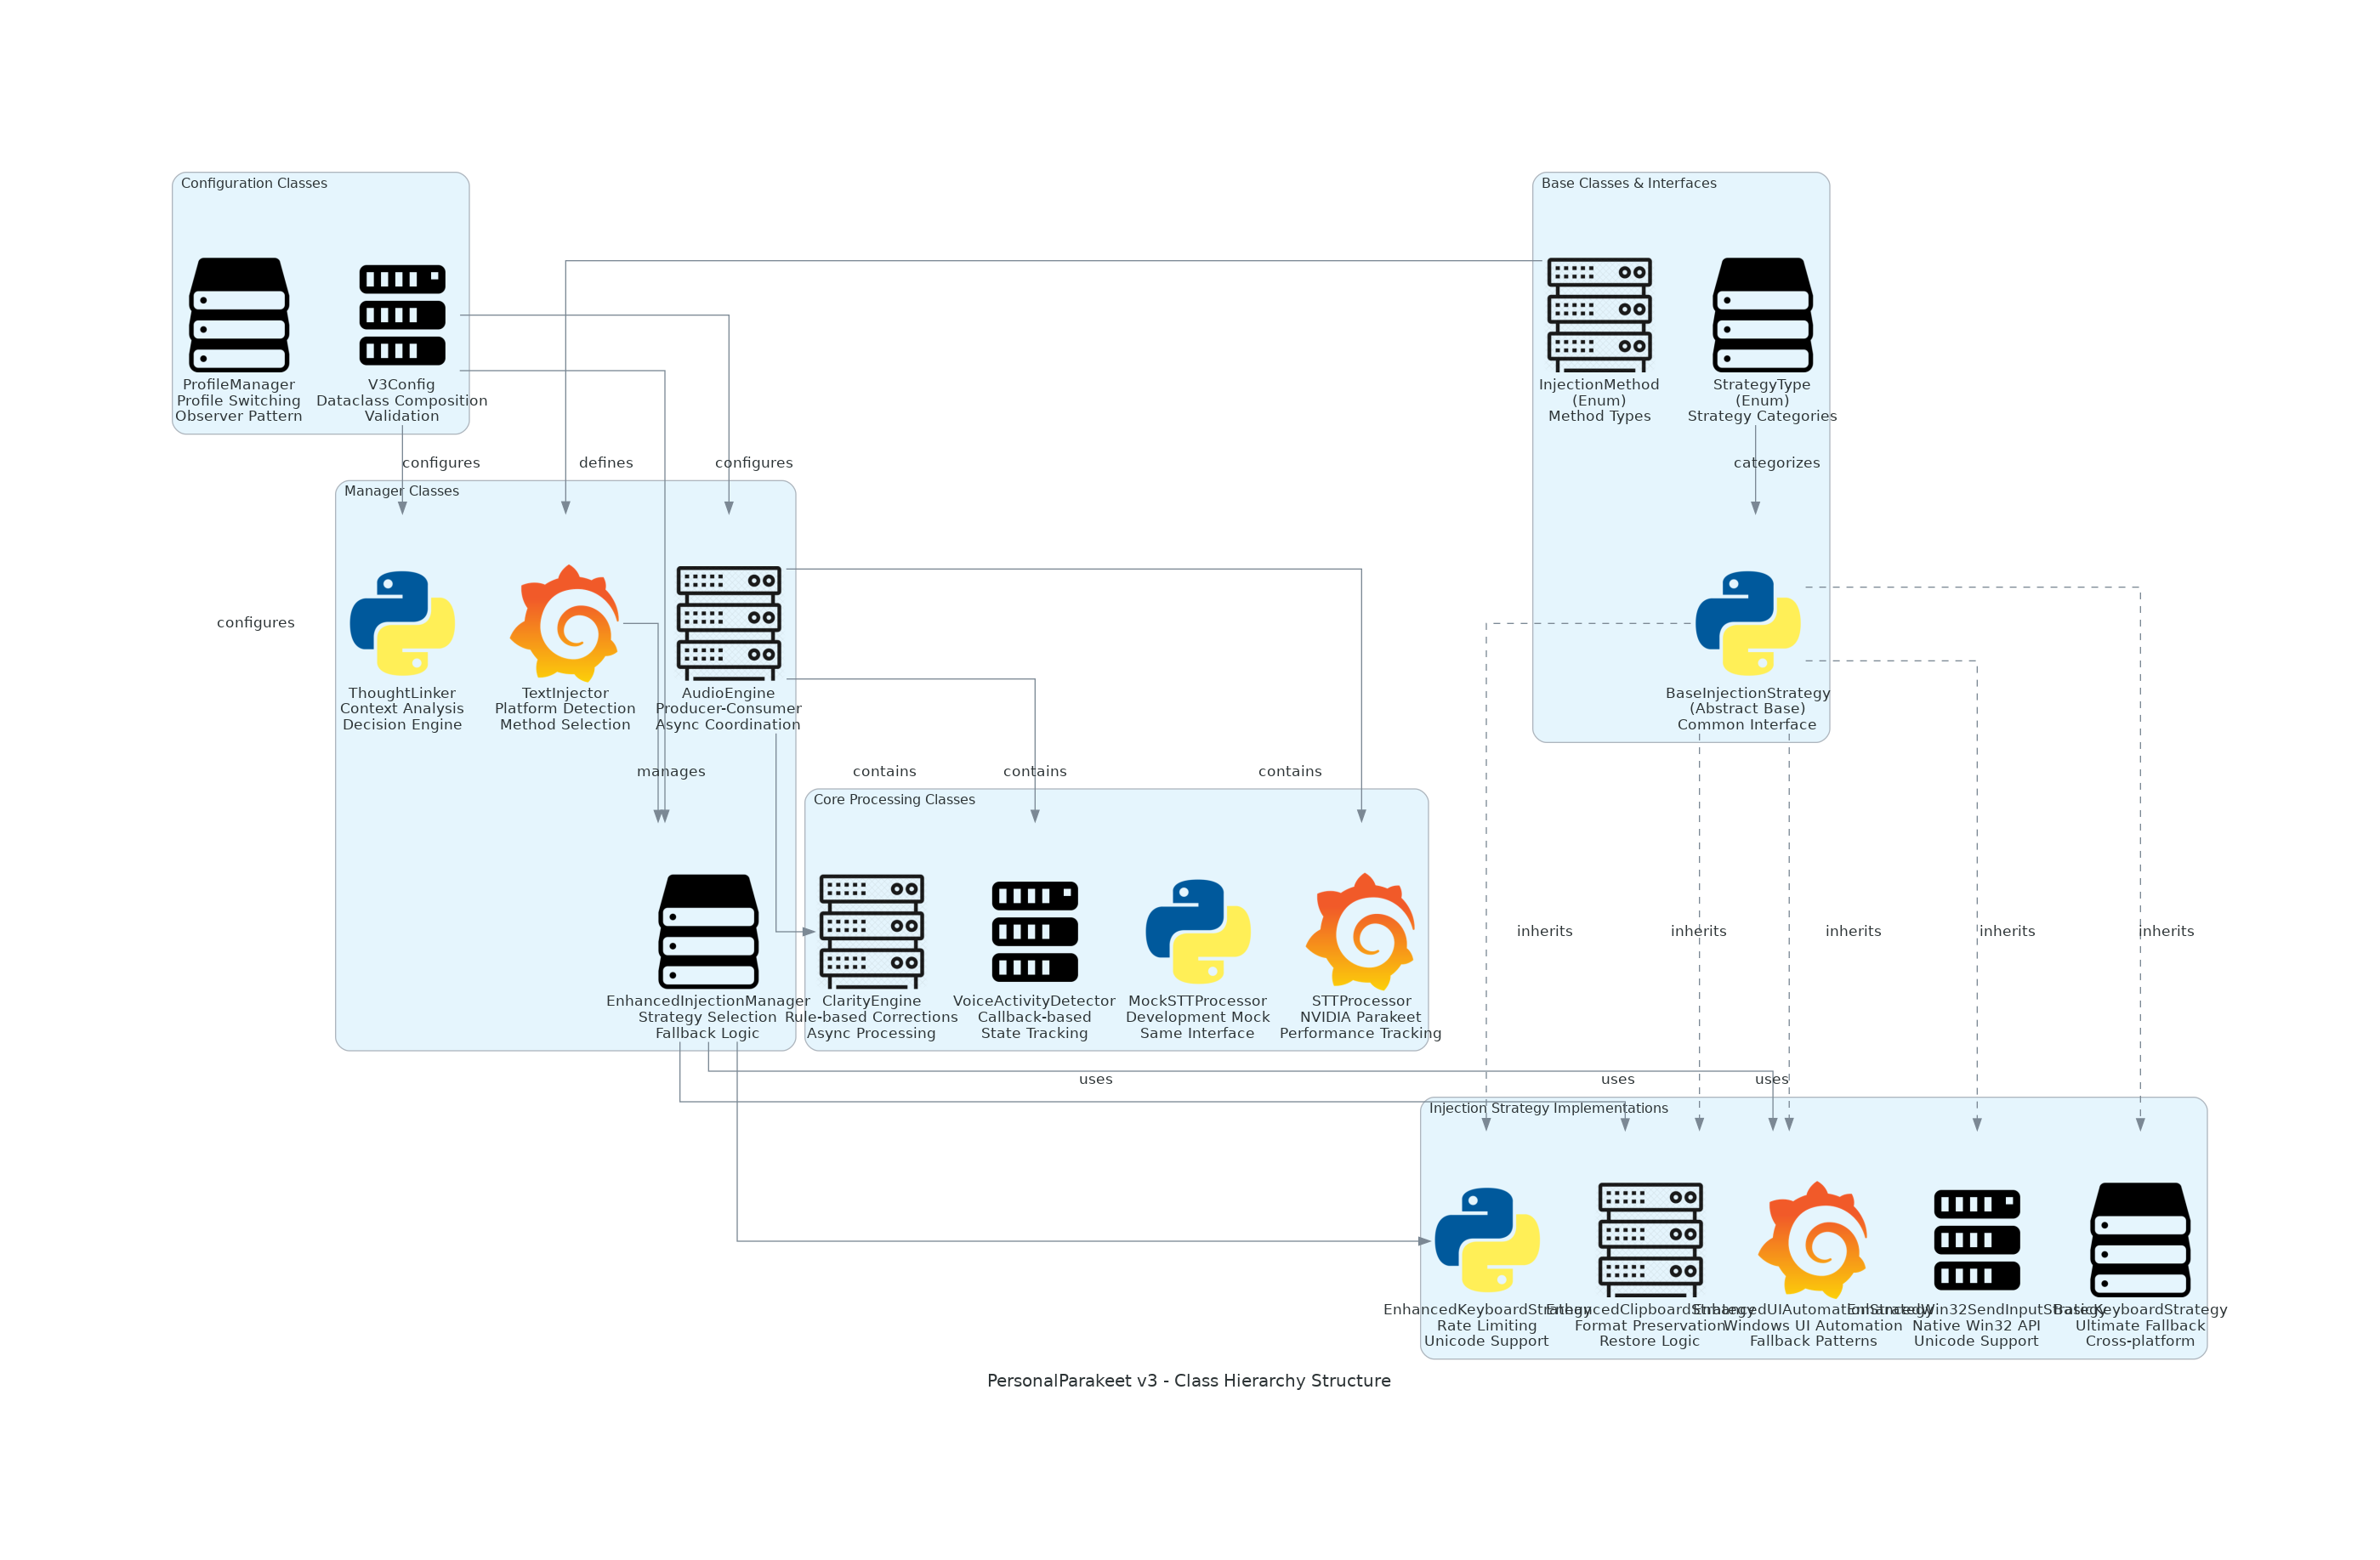 Configuration Classes
ProfileManager
Profile Switching
Observer Pattern
V3Config
Dataclass Composition
Validation
Base Classes & Interfaces
InjectionMethod
(Enum)
Method Types
StrategyType
(Enum)
Strategy Categories
configures
defines
configures
categorizes
Manager Classes
configures
ThoughtLinker
Context Analysis
Decision Engine
TextInjector
Platform Detection
Method Selection
AudioEngine
Producer-Consumer
Async Coordination
BaseInjectionStrategy
(Abstract Base)
Common Interface
manages
contains
contains
contains
Core Processing Classes
inherits
inherits
inherits
inherits
inherits
EnhancedInjectionManager
Strategy Selection
Fallback Logic
ClarityEngine
Rule-based Corrections
Async Processing
VoiceActivityDetector
Callback-based
State Tracking
MockSTTProcessor
Development Mock
Same Interface
STTProcessor
NVIDIA Parakeet
Performance Tracking
uses
uses
uses
Injection Strategy Implementations
EnhancedKeyboardStrategy
Rate Limiting
Unicode Support
EnhancedClipboardStrategy
Format Preservation
Restore Logic
EnhancedUIAutomationStrategy
Windows UI Automation
Fallback Patterns
EnhancedWin32SendInputStrategy
Native Win32 API
Unicode Support
BasicKeyboardStrategy
Ultimate Fallback
Cross-platform
PersonalParakeet v3 - Class Hierarchy Structure